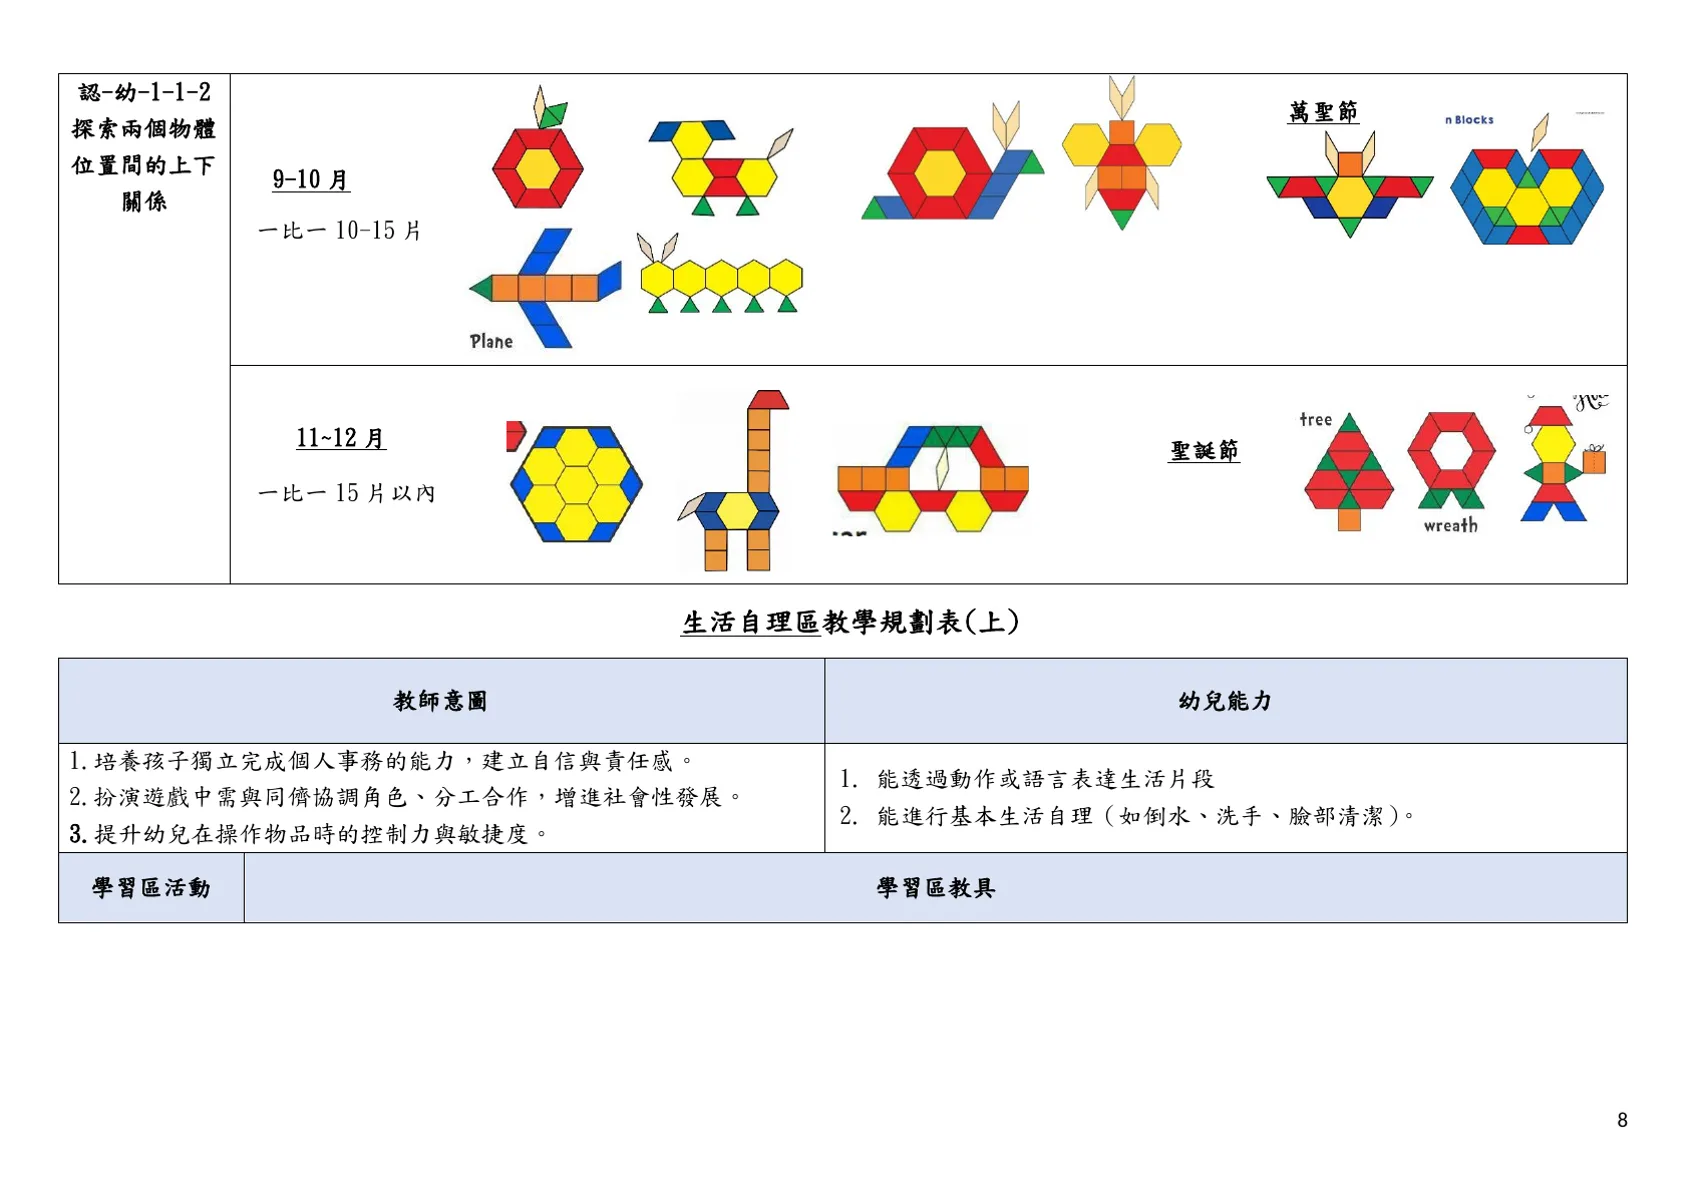 認-幼-1-1-2
探索兩個物體
位置間的上下
關係
9-10 月
一比一 10-15 片
萬聖節
n Blocks
Plane
11~12 月
一比一 15 片以內
聖誕節
tree
wreath
生活自理區教學規劃表(上)
教師意圖
幼兒能力
1.培養孩子獨立完成個人事務的能力，建立自信與責任感。
2.扮演遊戲中需與同儕協調角色、分工合作，增進社會性發展。
3.提升幼兒在操作物品時的控制力與敏捷度。
1. 能透過動作或語言表達生活片段
2. 能進行基本生活自理（如倒水、洗手、臉部清潔）。
學習區活動
學習區教具
8